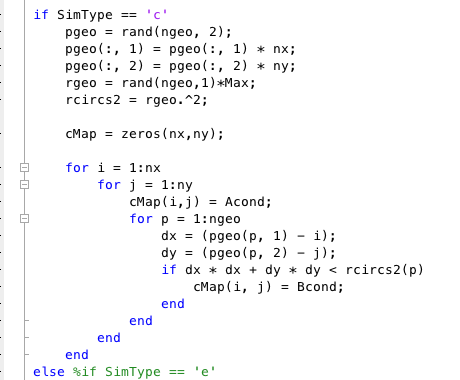 if SimType == 'c'
    pgeo = rand(ngeo, 2);
    pgeo(:, 1) = pgeo(:, 1) * nx;
    pgeo(:, 2) = pgeo(:, 2) * ny;
    rgeo = rand(ngeo,1)*Max;
    rcircs2 = rgeo.^2;

    cMap = zeros(nx,ny);

    for i = 1:nx
        for j = 1:ny
            cMap(i,j) = Acond;
            for p = 1:ngeo
                dx = (pgeo(p, 1) - i);
                dy = (pgeo(p, 2) - j);
                if dx * dx + dy * dy < rcircs2(p)
                    cMap(i, j) = Bcond;
                end
            end
        end
    end
else %if SimType == 'e'